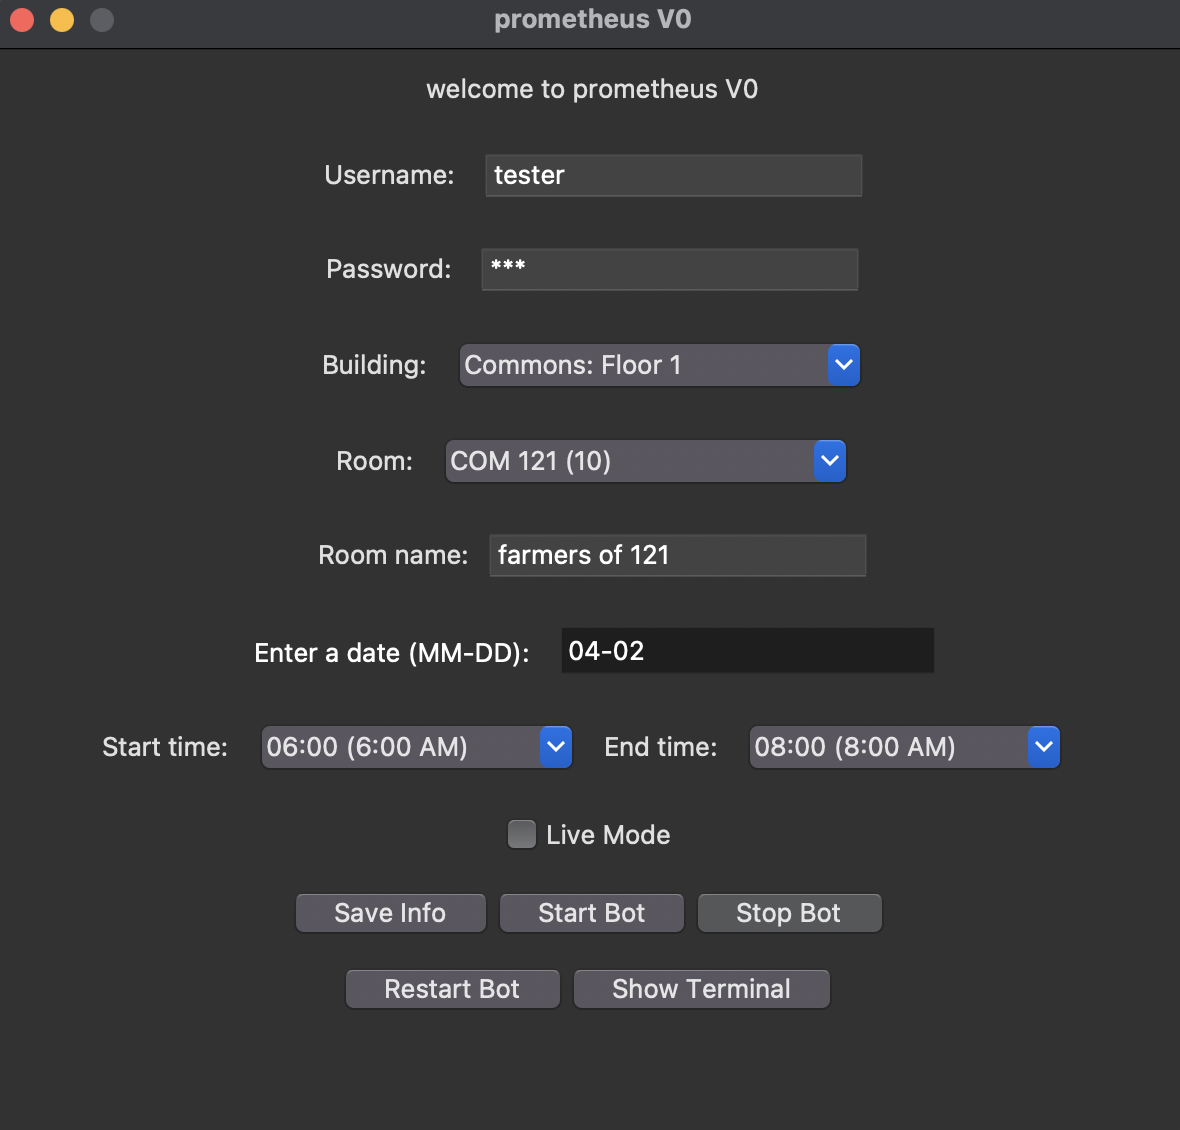 prometheus V0
welcome to prometheus V0
Username: tester
Password: ***
Building: Commons: Floor 1
Room: COM 121 (10)
Room name: farmers of 121
Enter a date (MM-DD): 04-02
Start time: 06:00 (6:00 AM) End time: 08:00 (8:00 AM)
Live Mode
Save Info Start Bot Stop Bot
Restart Bot Show Terminal